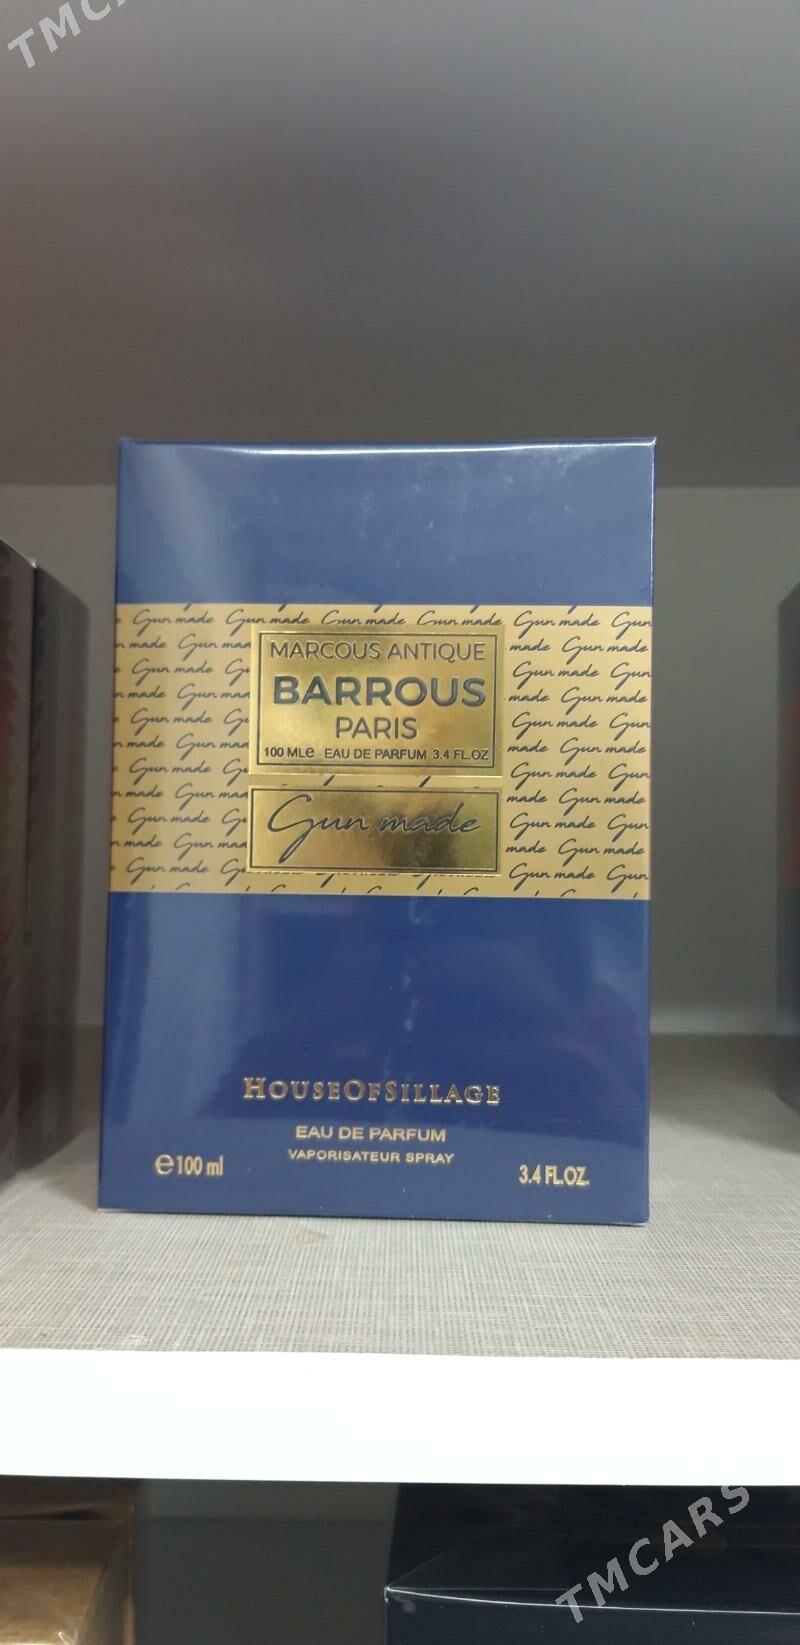 MARCOUS ANTIQUE
BARROUS
PARIS
100 MLe EAU DE PARFUM 3.4 FL.OZ
Gun made
HOUSEOFSILLAGE
EAU DE PARFUM
VAPORISATEUR SPRAY
e100 ml
3.4 FL.OZ.
TMCARS